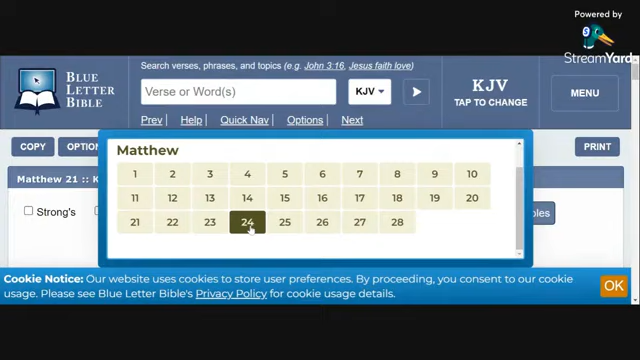 Powered by
StreamYard
BLUE
LETTER
BIBLE
Search verses, phrases, and topics (e.g. John 3:16, Jesus faith love)
Verse or Word(s)
KJV
KJV
TAP TO CHANGE
MENU
Prev | Help | Quick Nav | Options | Next
COPY
OPTION
PRINT
Matthew 21 :: K
Strong's
bles
Matthew
1 2 3 4 5 6 7 8 9 10
11 12 13 14 15 16 17 18 19 20
21 22 23 24 25 26 27 28
Cookie Notice: Our website uses cookies to store user preferences. By proceeding, you consent to our cookie
usage. Please see Blue Letter Bible's Privacy Policy for cookie usage details.
OK